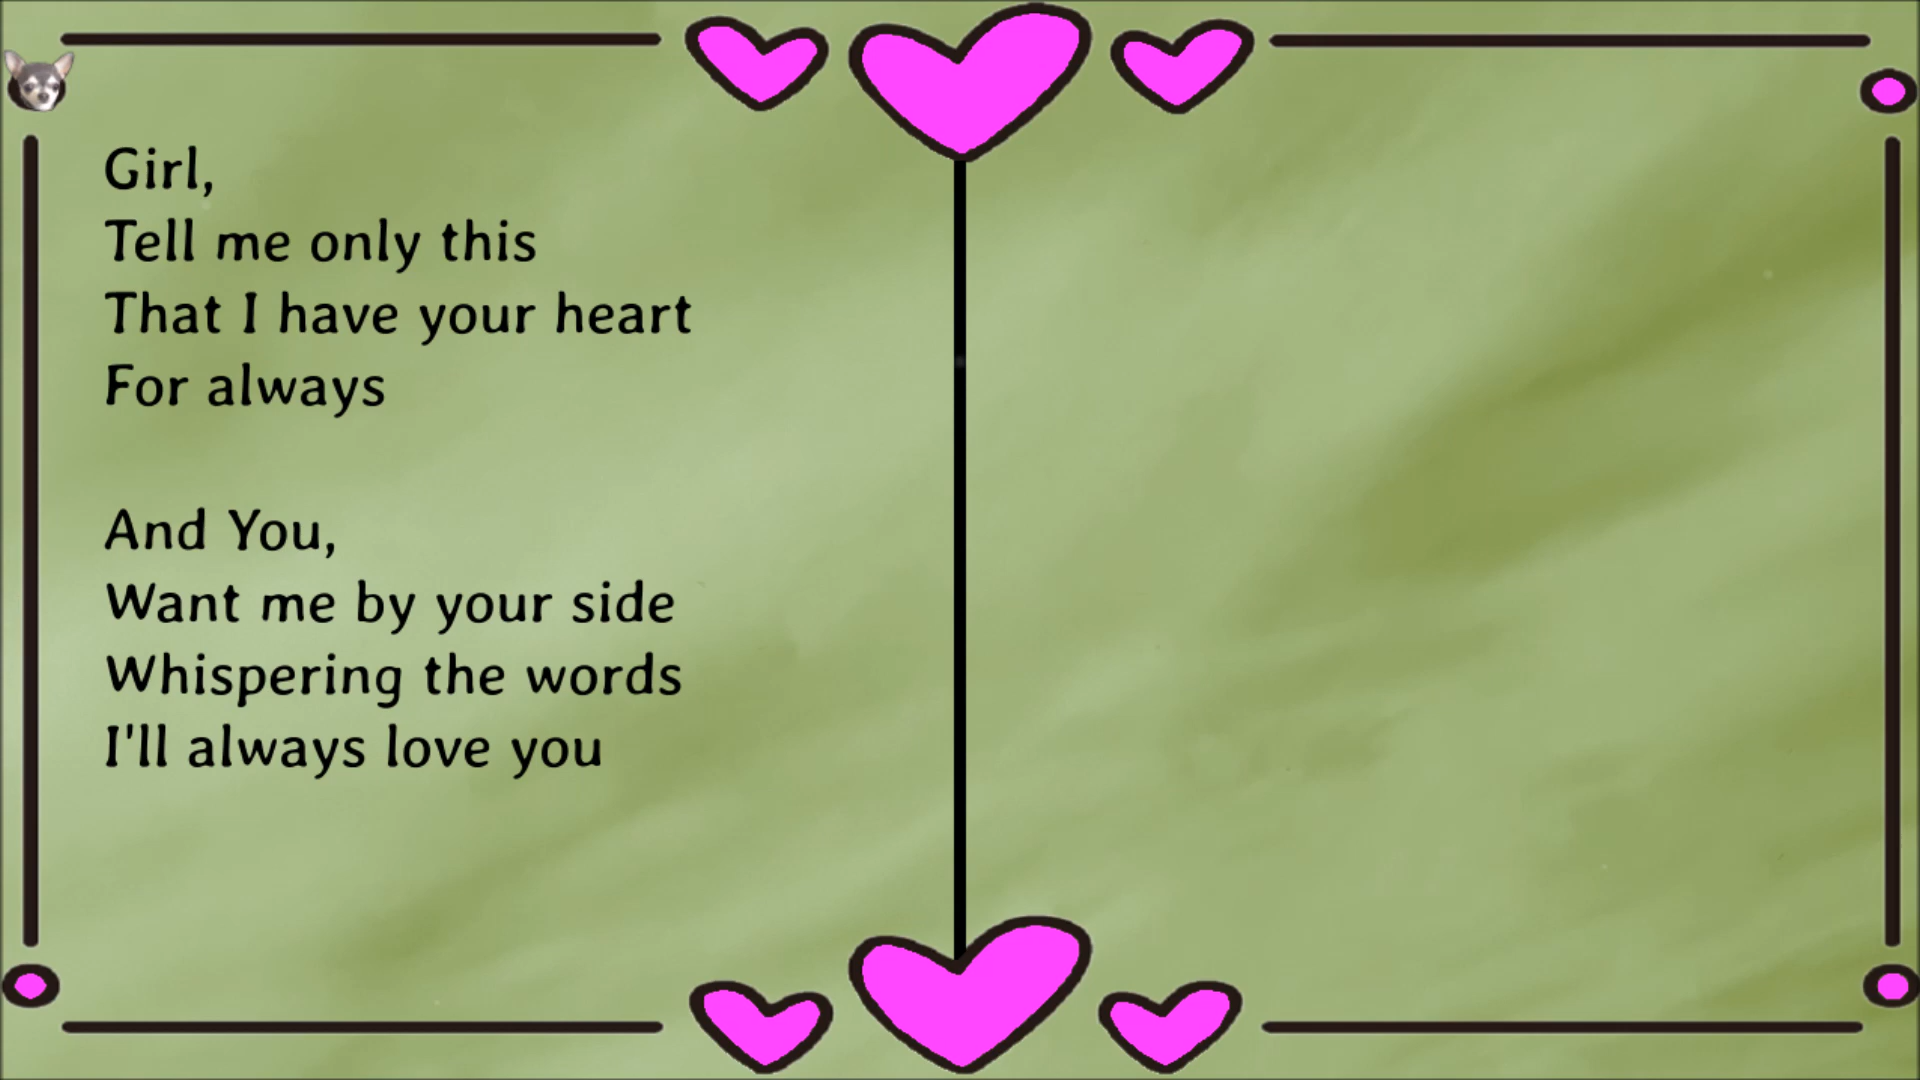 Girl,
Tell me only this
That I have your heart
For always
And You,
Want me by your side
Whispering the words
I'll always love you